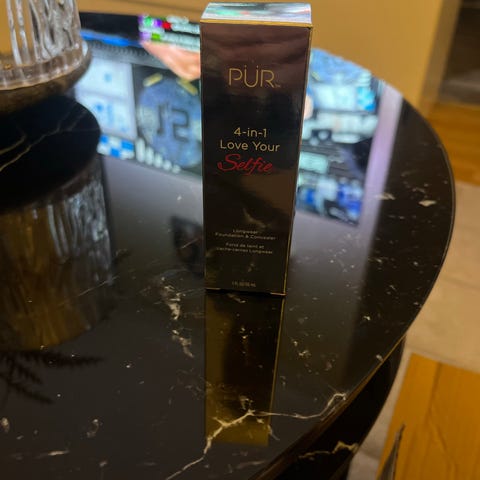 PÜR
4-in-1
Love Your
Selfie
Longwear
Foundation & Concealer
Fond de teint et
cache-cernes Longwear